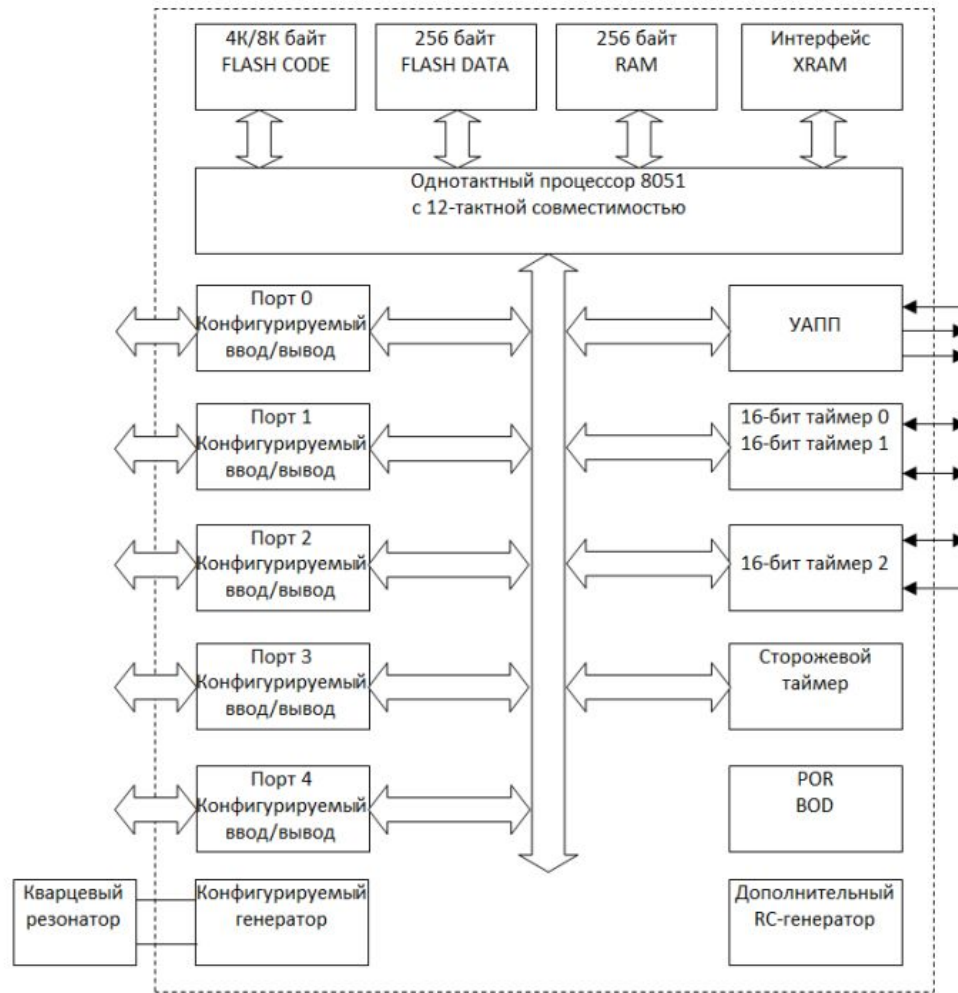 4К/8К байт
FLASH CODE
256 байт
FLASH DATA
256 байт
RAM
Интерфейс
XRAM
Однотактный процессор 8051
с 12-тактной совместимостью
Порт 0
Конфигурируемый
ввод/вывод
УАПП
Порт 1
Конфигурируемый
ввод/вывод
16-бит таймер 0
16-бит таймер 1
Порт 2
Конфигурируемый
ввод/вывод
16-бит таймер 2
Порт 3
Конфигурируемый
ввод/вывод
Сторожевой
таймер
Порт 4
Конфигурируемый
ввод/вывод
POR
BOD
Кварцевый
резонатор
Конфигурируемый
генератор
Дополнительный
RC-генератор